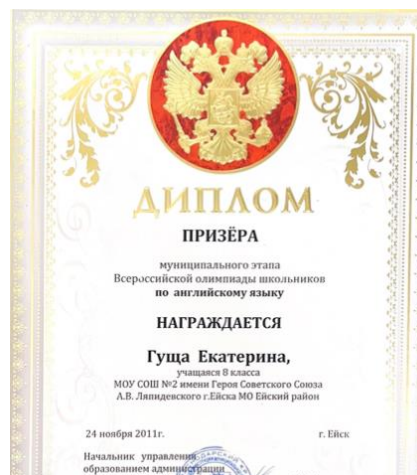 ДИПЛОМ
ПРИЗЁРА
муниципального этапа
Всероссийской олимпиады школьников
по английскому языку
НАГРАЖДАЕТСЯ
Гуща Екатерина,
учащаяся 8 класса
МОУ СОШ №2 имени Героя Советского Союза
А.В. Ляпидевского г.Ейска МО Ейский район
24 ноября 2011г. г. Ейск
Начальник управления
образованием администрации